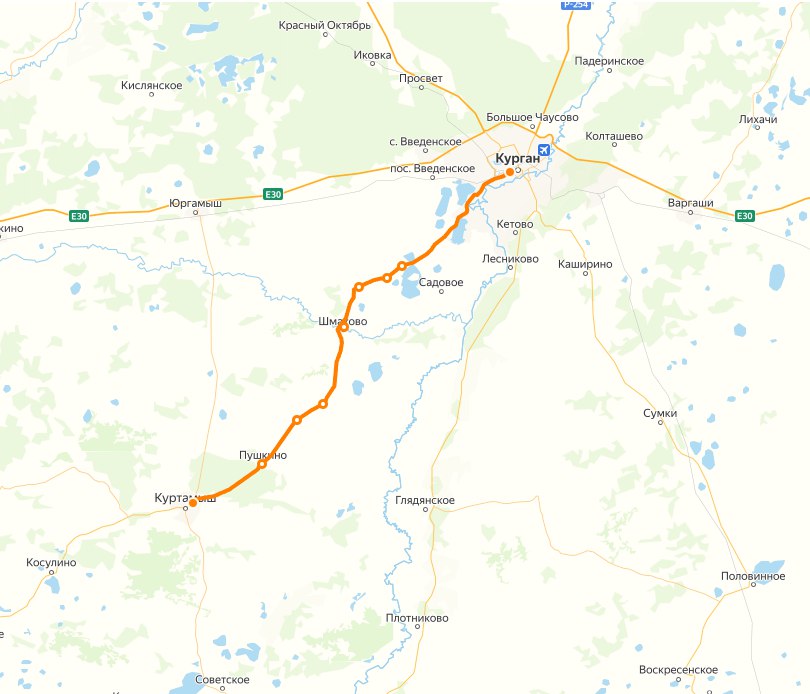 Р-254
Красный Октябрь
Иковка
Просвет
Падеринское
Кислянское
Большое Чаусово
Лихачи
Колташево
с. Введенское
Курган
пос. Введенское
E30
Юргамыш
Варгаши
E30
E30
кино
Кетово
Лесниково
Каширино
Садовое
Шмаково
Сумки
Пушкино
Куртамыш
Глядянское
Косулино
Половинное
Плотниково
е
Воскресенское
Советское